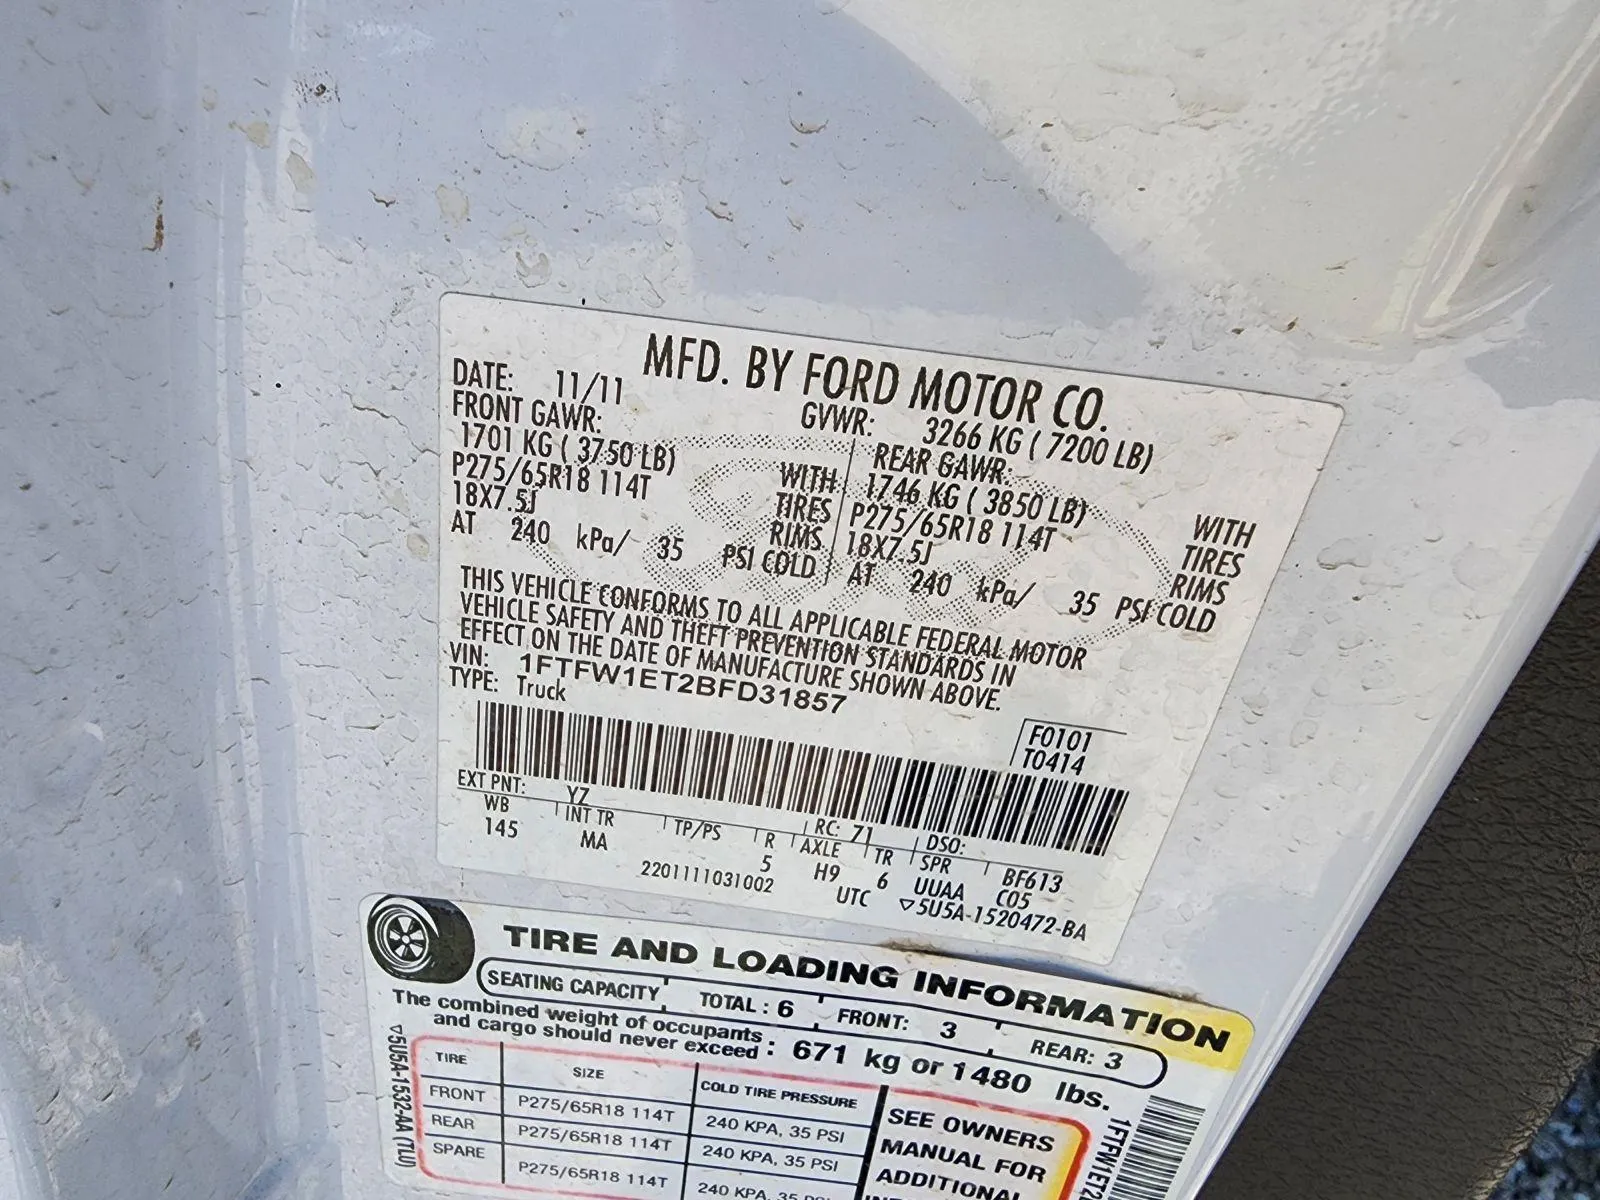 MFD. BY FORD MOTOR CO.
DATE: 11/11 GVWR: 3266 KG ( 7200 LB)
FRONT GAWR: REAR GAWR:
1701 KG ( 3750 LB) WITH 1746 KG ( 3850 LB) WITH
P275/65R18 114T TIRES P275/65R18 114T TIRES
18X7.5J RIMS 18X7.5J RIMS
AT 240 kPa/ 35 PSI COLD AT 240 kPa/ 35 PSI COLD
THIS VEHICLE CONFORMS TO ALL APPLICABLE FEDERAL MOTOR
VEHICLE SAFETY AND THEFT PREVENTION STANDARDS IN
EFFECT ON THE DATE OF MANUFACTURE SHOWN ABOVE.
VIN: 1FTFW1ET2BFD31857
TYPE: Truck
F0101
T0414
EXT PNT: YZ RC: 71 DSO:
WB INT TR TP/PS R AXLE TR SPR BF613
145 MA 5 H9 6 UUAA C05
2201111031002 UTC ▽5U5A-1520472-BA
TIRE AND LOADING INFORMATION
SEATING CAPACITY TOTAL : 6 FRONT: 3 REAR: 3
The combined weight of occupants
and cargo should never exceed : 671 kg or 1480 lbs.
TIRE SIZE COLD TIRE PRESSURE
FRONT P275/65R18 114T 240 KPA, 35 PSI
REAR P275/65R18 114T 240 KPA, 35 PSI
SPARE P275/65R18 114T 240 KPA, 35
SEE OWNERS
MANUAL FOR
ADDITIONAL
▽5U5A-1532-AA (TLU)
1FTFW1ET2